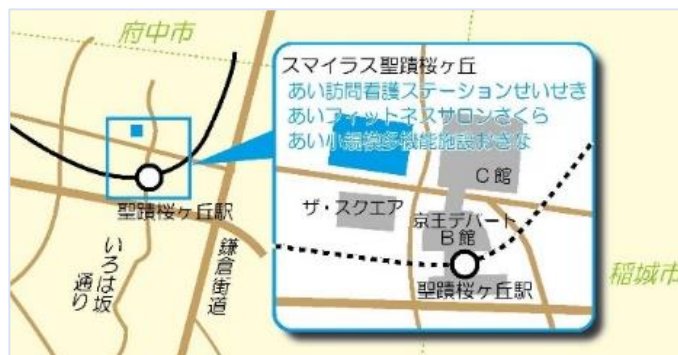 府中市
スマイラス聖蹟桜ヶ丘
あい訪問看護ステーションせいせき
あいフィットネスサロンさくら
あい小規模多機能施設おきな
C館
ザ・スクエア
京王デパート
B館
聖蹟桜ヶ丘駅
聖蹟桜ヶ丘駅
いろは坂
通り
鎌倉街道
稲城市